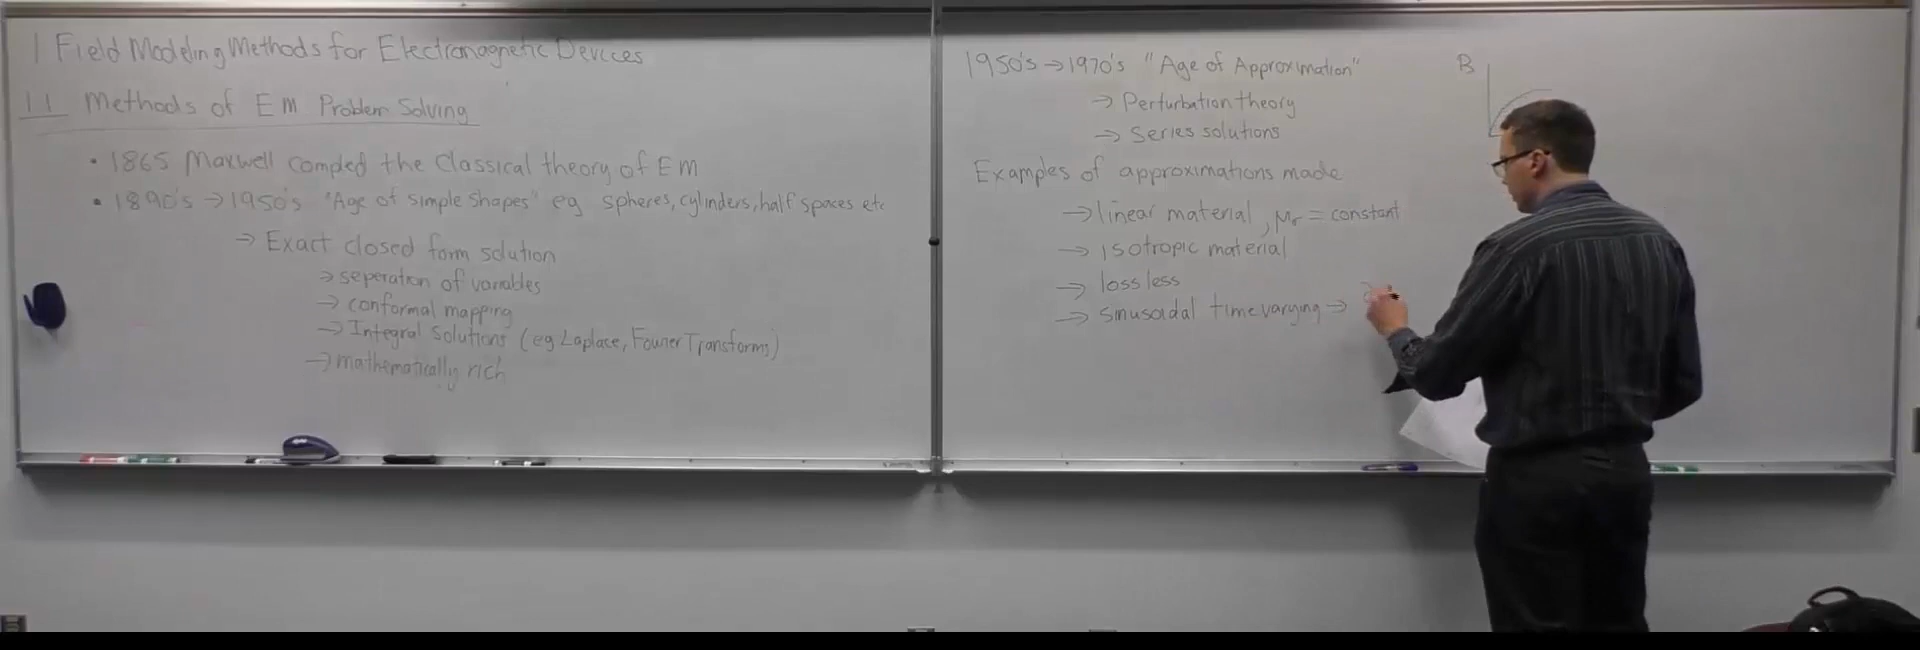 1 Field Modeling Methods for Electromagnetic Devices
1.1 Methods of EM Problem Solving
• 1865 Maxwell compled the classical theory of EM
• 1890's → 1950's "Age of simple shapes" eg spheres, cylinders, half spaces etc
→ Exact closed form solution
→ seperation of variables
→ conformal mapping
→ Integral Solutions (eg Laplace, Fourier Transforms)
→ mathematically rich
1950's → 1970's "Age of Approximation"
→ Perturbation theory
→ Series solutions
Examples of approximations made
→ linear material, μr = constant
→ isotropic material
→ lossless
→ sinusoidal time varying →
B